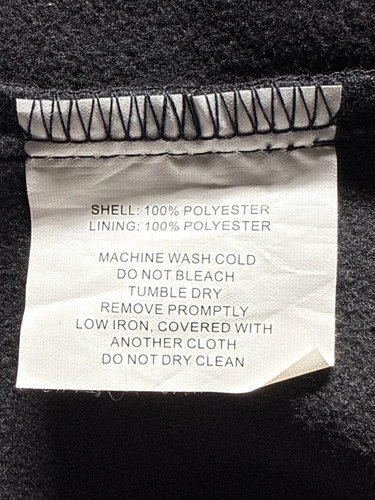 SHELL: 100% POLYESTER
LINING: 100% POLYESTER
MACHINE WASH COLD
DO NOT BLEACH
TUMBLE DRY
REMOVE PROMPTLY
LOW IRON, COVERED WITH
ANOTHER CLOTH
DO NOT DRY CLEAN